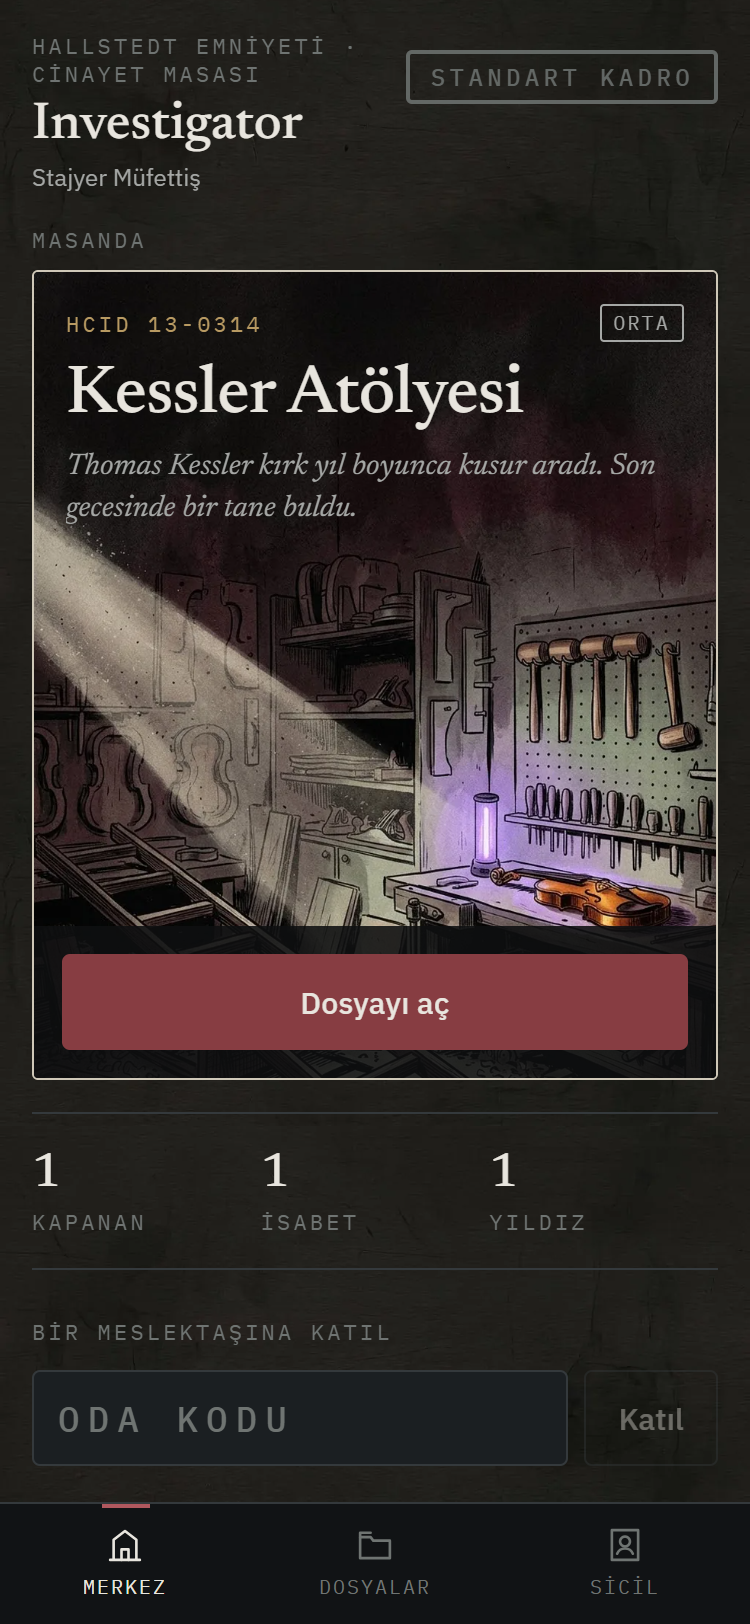 HALLSTEDT EMNİYETİ ·
CİNAYET MASASI
STANDART KADRO
Investigator
Stajyer Müfettiş
MASANDA
HCID 13-0314
ORTA
Kessler Atölyesi
Thomas Kessler kırk yıl boyunca kusur aradı. Son
gecesinde bir tane buldu.
Dosyayı aç
1
1
1
KAPANAN
İSABET
YILDIZ
BİR MESLEKTAŞINA KATIL
ODA KODU
Katıl
MERKEZ
DOSYALAR
SİCİL